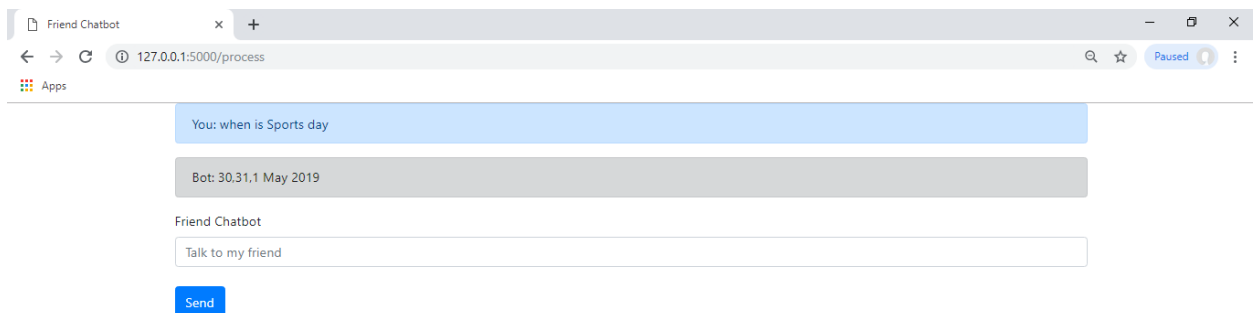 Friend Chatbot
127.0.0.1:5000/process
Paused
Apps
You: when is Sports day
Bot: 30,31,1 May 2019
Friend Chatbot
Talk to my friend
Send